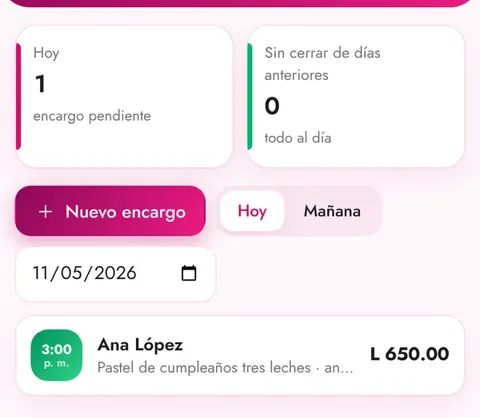 Hoy
1
encargo pendiente
Sin cerrar de días
anteriores
0
todo al día
+ Nuevo encargo
Hoy
Mañana
11/05/2026
3:00
p. m.
Ana López
Pastel de cumpleaños tres leches · an...
L 650.00